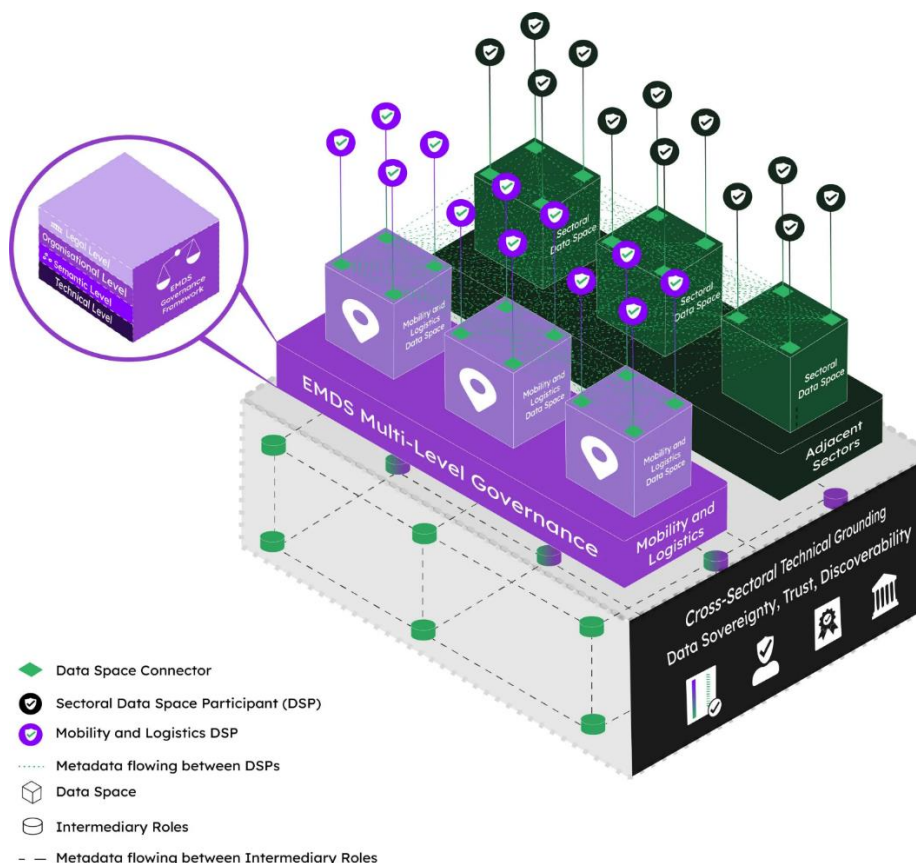 Legal Level
Organisational Level
Semantic Level
Technical Level
EMDS
Governance
Framework
Sectoral
Data Space
Sectoral
Data Space
Sectoral
Data Space
Mobility and
Logistics
Data Space
Mobility and
Logistics
Data Space
Mobility and
Logistics
Data Space
EMDS Multi-Level Governance
Mobility and
Logistics
Adjacent
Sectors
Cross-Sectoral Technical Grounding
Data Sovereignty, Trust, Discoverability
Data Space Connector
Sectoral Data Space Participant (DSP)
Mobility and Logistics DSP
Metadata flowing between DSPs
Data Space
Intermediary Roles
Metadata flowing between Intermediary Roles